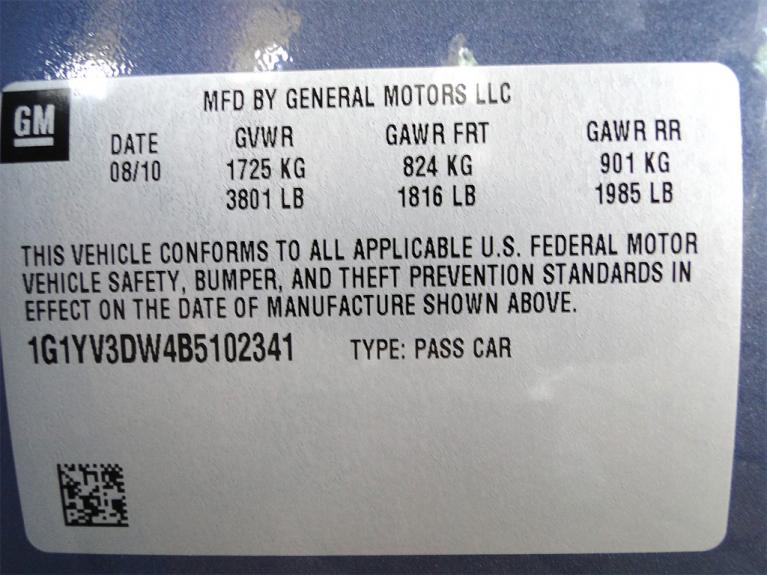 MFD BY GENERAL MOTORS LLC
GM
DATE GVWR GAWR FRT GAWR RR
08/10 1725 KG 824 KG 901 KG
3801 LB 1816 LB 1985 LB
THIS VEHICLE CONFORMS TO ALL APPLICABLE U.S. FEDERAL MOTOR
VEHICLE SAFETY, BUMPER, AND THEFT PREVENTION STANDARDS IN
EFFECT ON THE DATE OF MANUFACTURE SHOWN ABOVE.
1G1YV3DW4B5102341 TYPE: PASS CAR